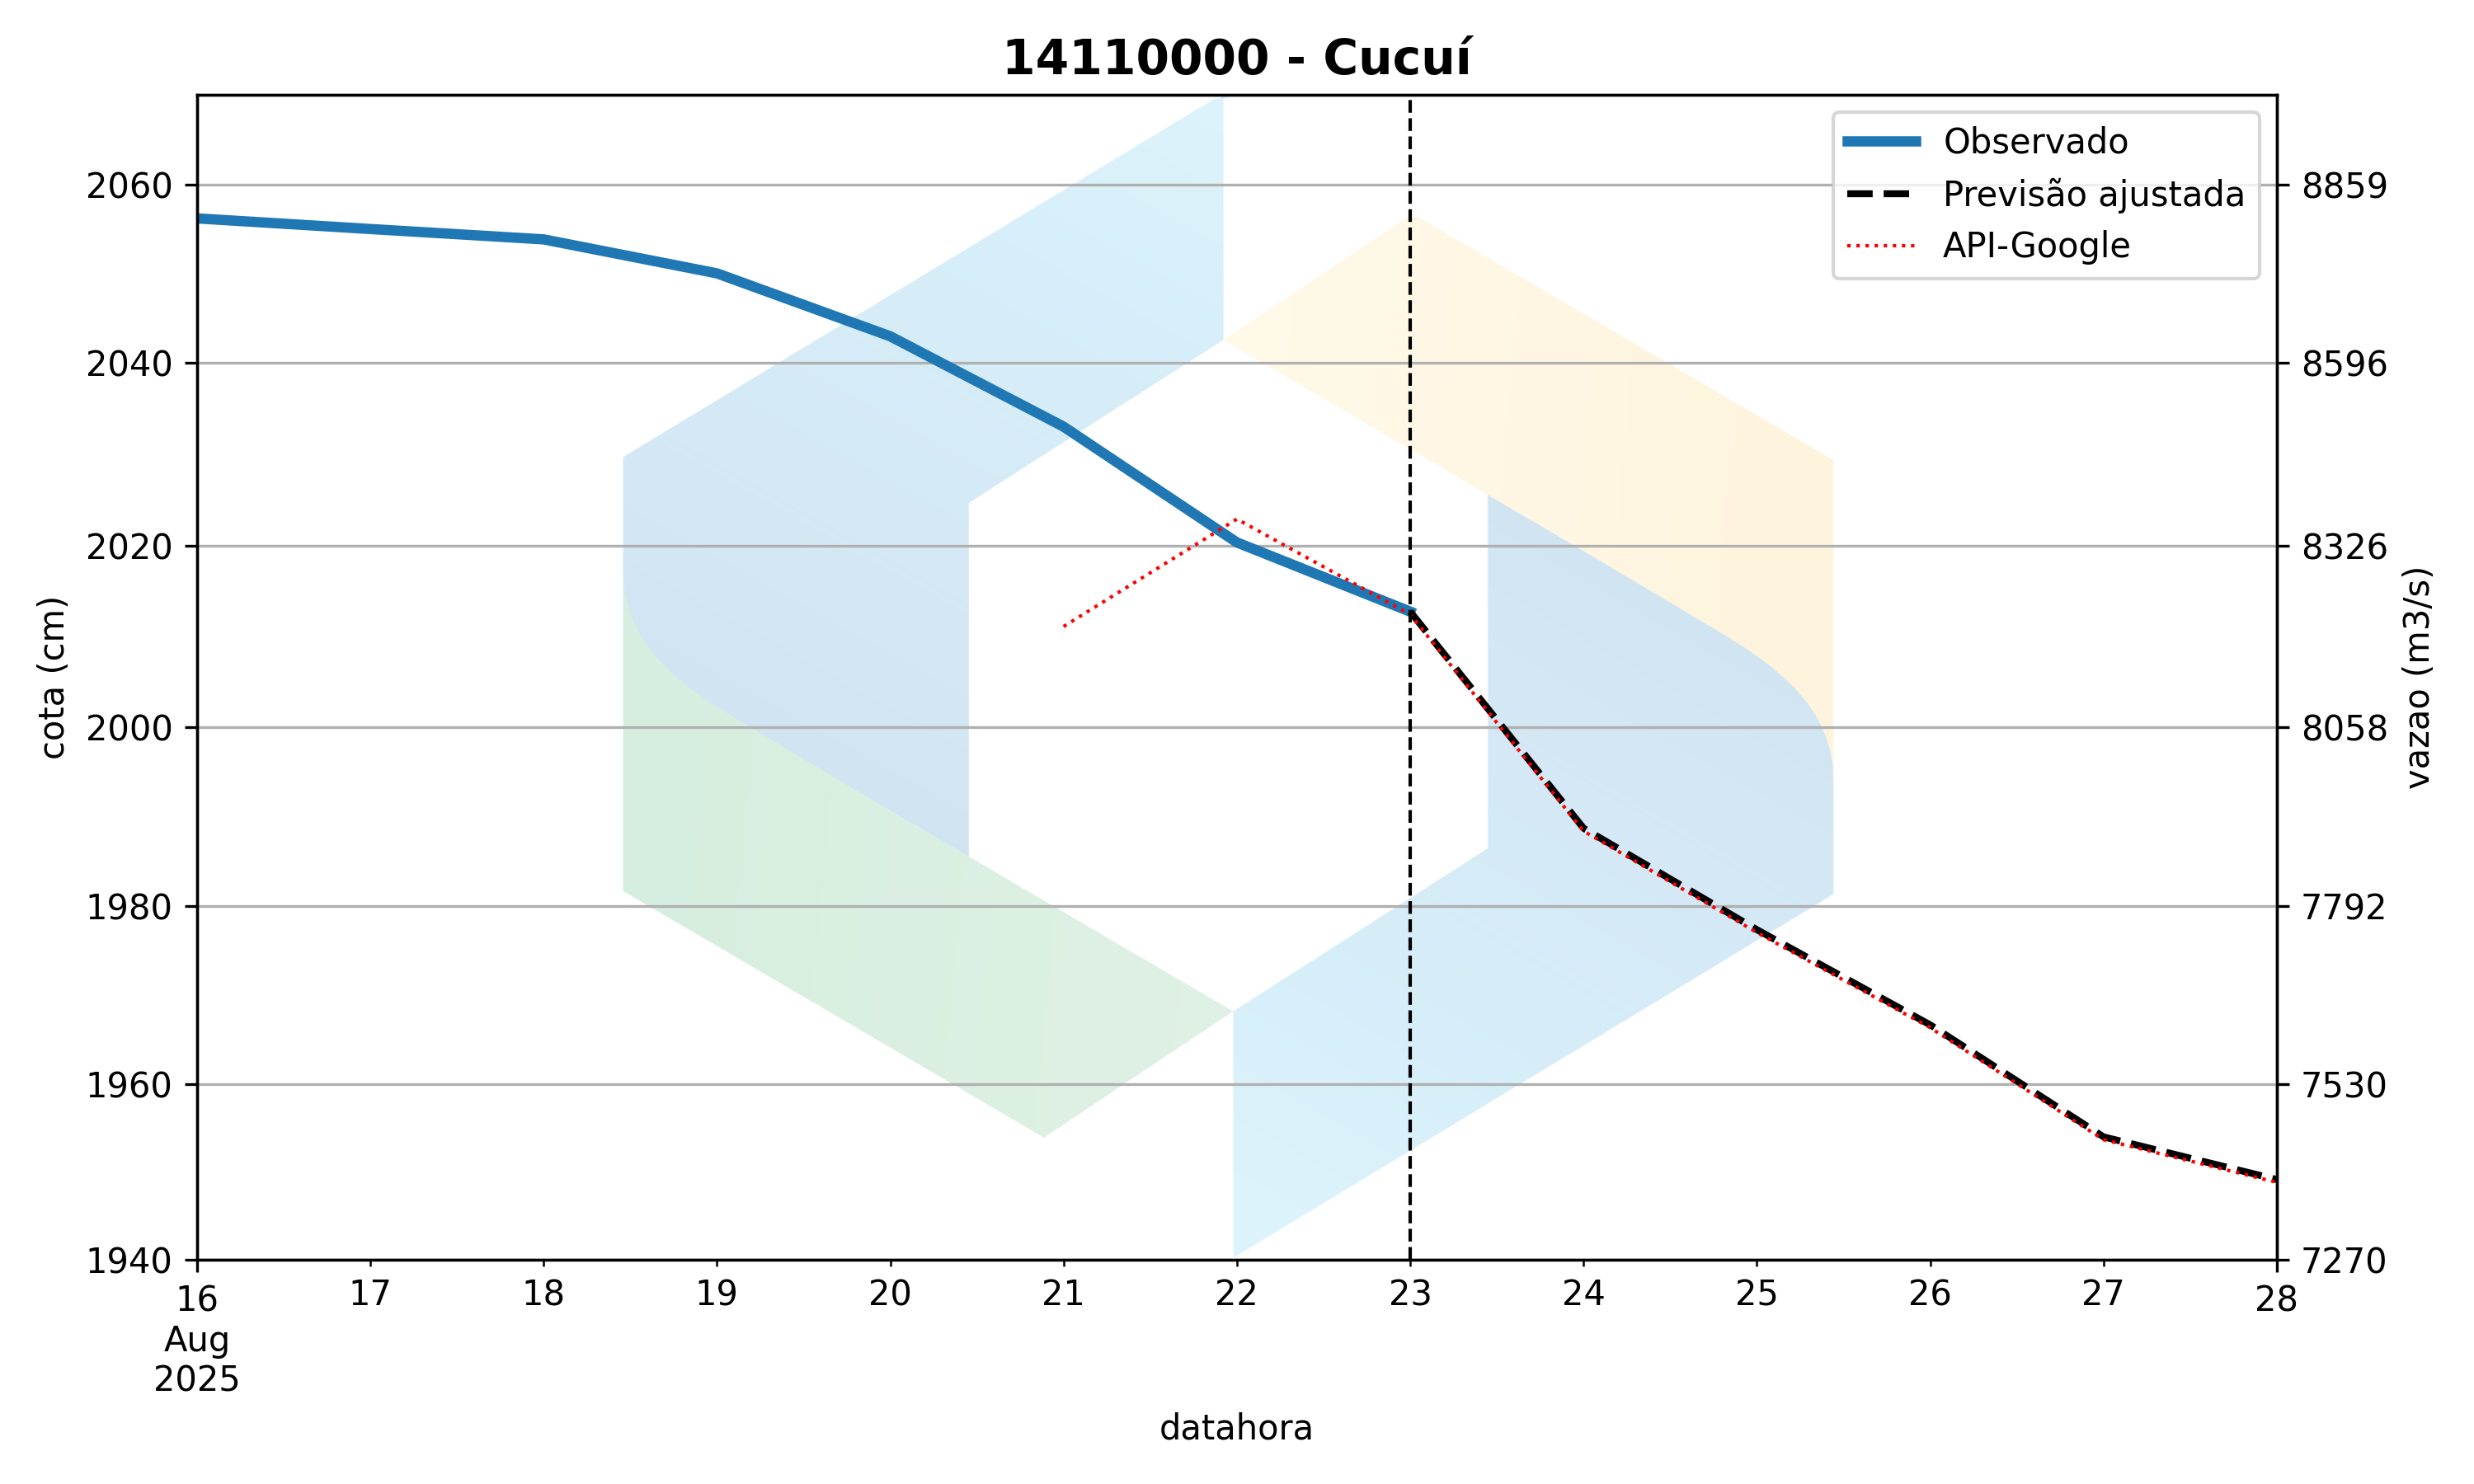 14110000 - Cucuí
Observado
Previsão ajustada
API-Google
2060
2040
2020
2000
1980
1960
1940
cota (cm)
8859
8596
8326
8058
7792
7530
7270
vazao (m3/s)
16 17 18 19 20 21 22 23 24 25 26 27 28
Aug
2025
datahora